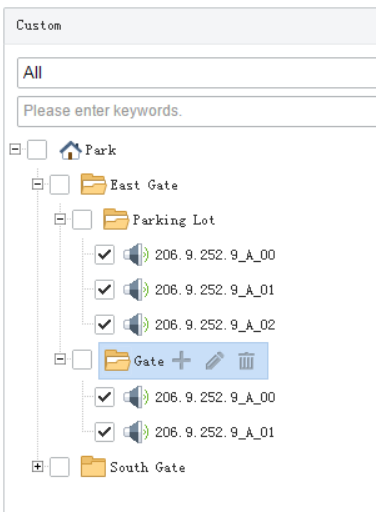 Custom
All
Please enter keywords.
Park
East Gate
Parking Lot
206.9.252.9_A_00
206.9.252.9_A_01
206.9.252.9_A_02
Gate
206.9.252.9_A_00
206.9.252.9_A_01
South Gate